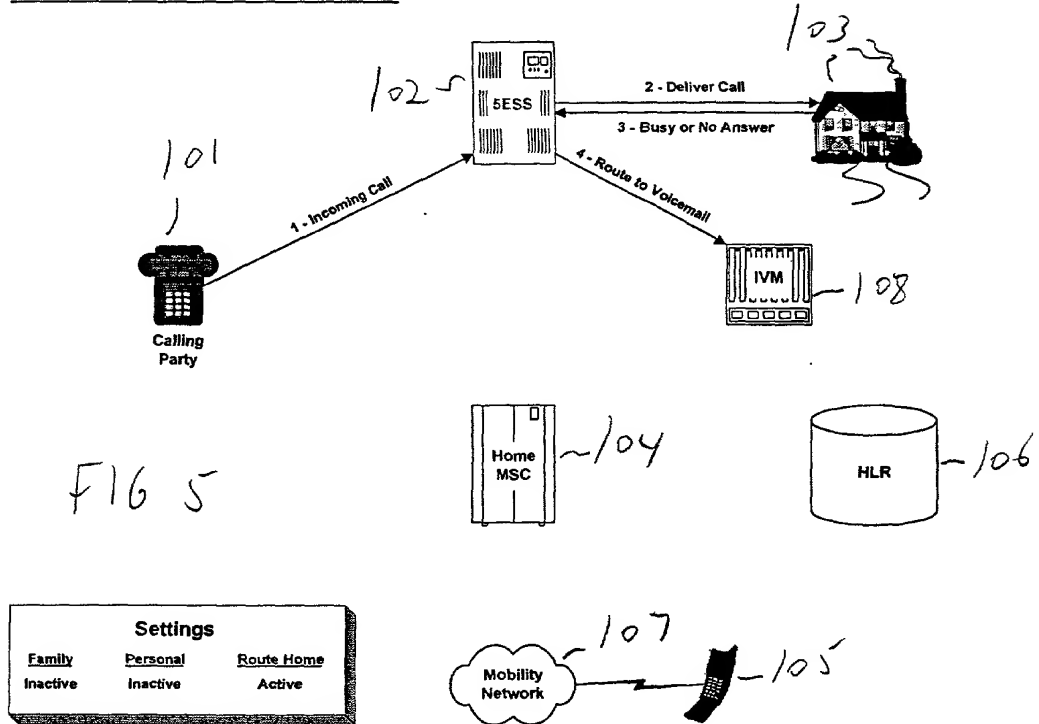 103
102
5ESS
2 - Deliver Call
3 - Busy or No Answer
101
1 - Incoming Call
4 - Route to Voicemail
IVM
108
Calling
Party
Home
MSC
104
HLR
106
FIG 5
Settings
Family Personal Route Home
Inactive Inactive Active
107
Mobility
Network
105